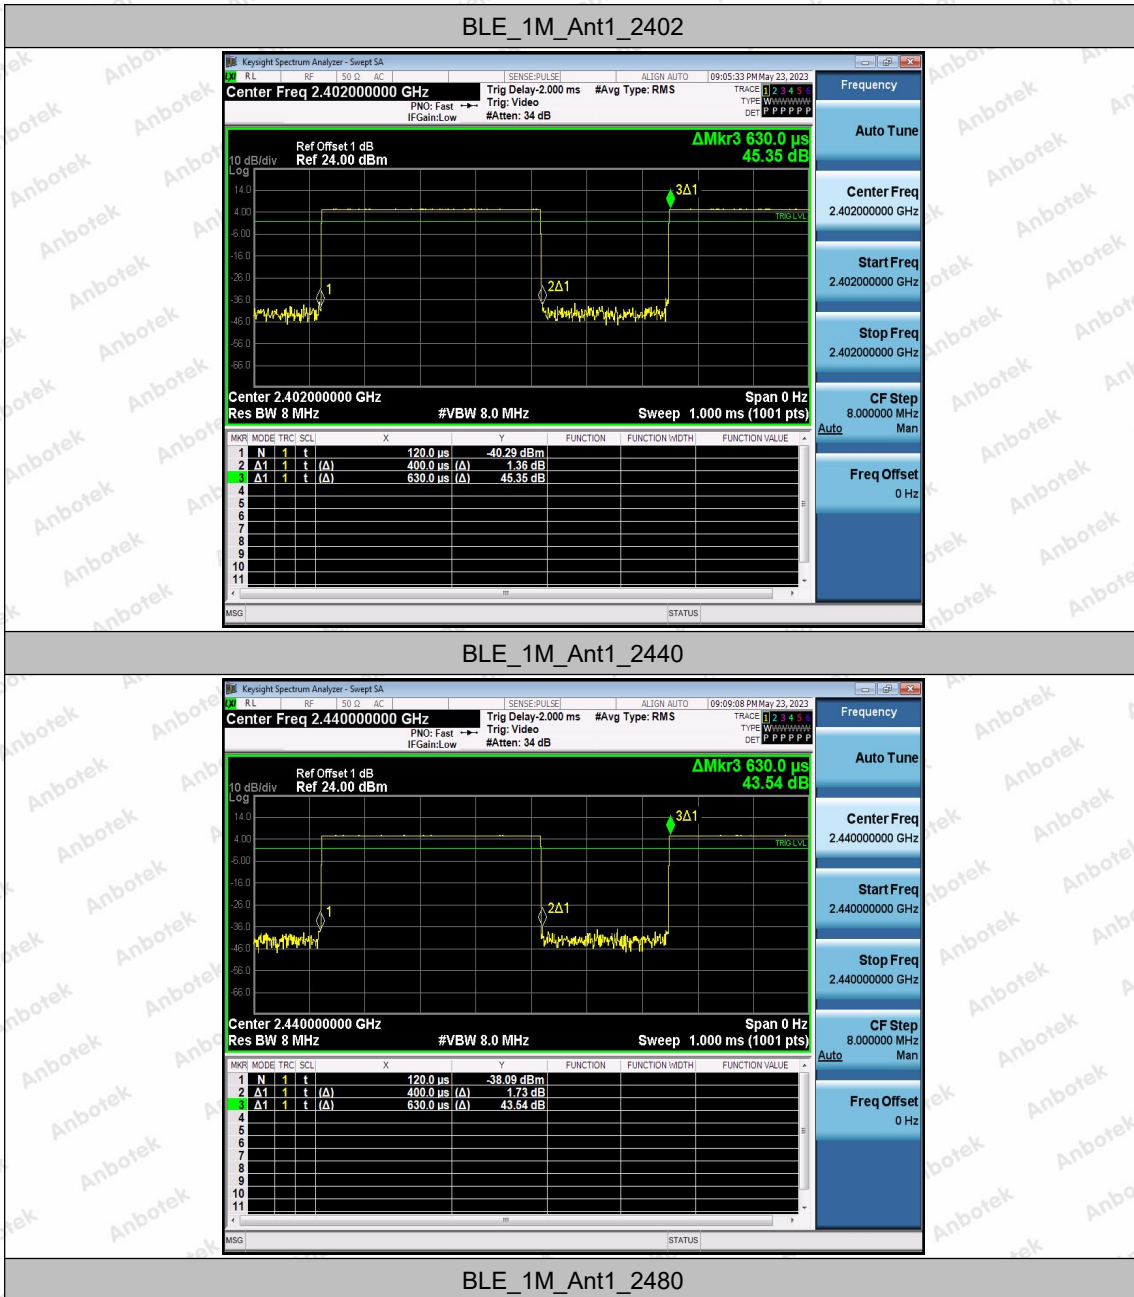 BLE_1M_Ant1_2402
Keysight Spectrum Analyzer - Swept SA
LXI RL RF 50 Ω AC SENSE:PULSE ALIGN AUTO 09:05:33 PM May 23, 2023
Center Freq 2.402000000 GHz
PNO: Fast
IFGain:Low
Trig Delay-2.000 ms
Trig: Video
#Atten: 34 dB
#Avg Type: RMS
TRACE 1 2 3 4 5 6
TYPE WWWWWW
DET P P P P P P
ΔMkr3 630.0 µs
45.35 dB
Ref Offset 1 dB
10 dB/div Ref 24.00 dBm
Log
14.0
4.00
-6.00
-16.0
-26.0
-36.0
-46.0
-56.0
-66.0
3Δ1
TRIG LVL
1
2Δ1
Center 2.402000000 GHz Span 0 Hz
Res BW 8 MHz #VBW 8.0 MHz Sweep 1.000 ms (1001 pts)
MKR MODE TRC SCL X Y FUNCTION FUNCTION WIDTH FUNCTION VALUE
1 N 1 t 120.0 µs -40.29 dBm
2 Δ1 1 t (Δ) 400.0 µs (Δ) 1.36 dB
3 Δ1 1 t (Δ) 630.0 µs (Δ) 45.35 dB
4
5
6
7
8
9
10
11
MSG STATUS
Frequency
Auto Tune
Center Freq
2.402000000 GHz
Start Freq
2.402000000 GHz
Stop Freq
2.402000000 GHz
CF Step
8.000000 MHz
Auto Man
Freq Offset
0 Hz
BLE_1M_Ant1_2440
Keysight Spectrum Analyzer - Swept SA
LXI RL RF 50 Ω AC SENSE:PULSE ALIGN AUTO 09:09:08 PM May 23, 2023
Center Freq 2.440000000 GHz
PNO: Fast
IFGain:Low
Trig Delay-2.000 ms
Trig: Video
#Atten: 34 dB
#Avg Type: RMS
TRACE 1 2 3 4 5 6
TYPE WWWWWW
DET P P P P P P
ΔMkr3 630.0 µs
43.54 dB
Ref Offset 1 dB
10 dB/div Ref 24.00 dBm
Log
14.0
4.00
-6.00
-16.0
-26.0
-36.0
-46.0
-56.0
-66.0
3Δ1
TRIG LVL
1
2Δ1
Center 2.440000000 GHz Span 0 Hz
Res BW 8 MHz #VBW 8.0 MHz Sweep 1.000 ms (1001 pts)
MKR MODE TRC SCL X Y FUNCTION FUNCTION WIDTH FUNCTION VALUE
1 N 1 t 120.0 µs -38.09 dBm
2 Δ1 1 t (Δ) 400.0 µs (Δ) 1.73 dB
3 Δ1 1 t (Δ) 630.0 µs (Δ) 43.54 dB
4
5
6
7
8
9
10
11
MSG STATUS
Frequency
Auto Tune
Center Freq
2.440000000 GHz
Start Freq
2.440000000 GHz
Stop Freq
2.440000000 GHz
CF Step
8.000000 MHz
Auto Man
Freq Offset
0 Hz
BLE_1M_Ant1_2480
Anbotek